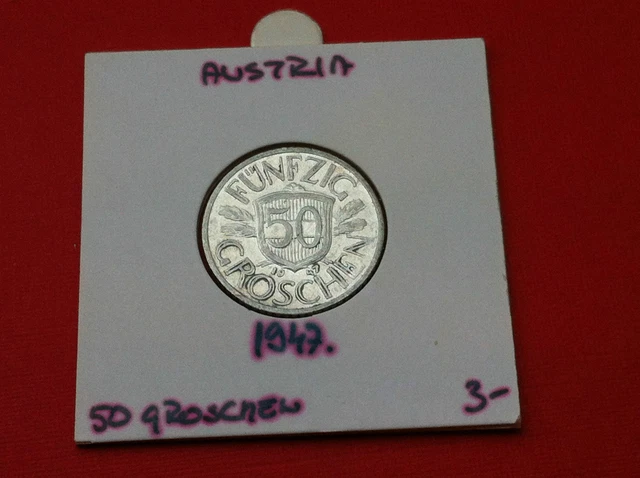 AUSTRIA
FÜNFZIG
50
GROSCHEN
1947.
50 GROSCHEN
3-